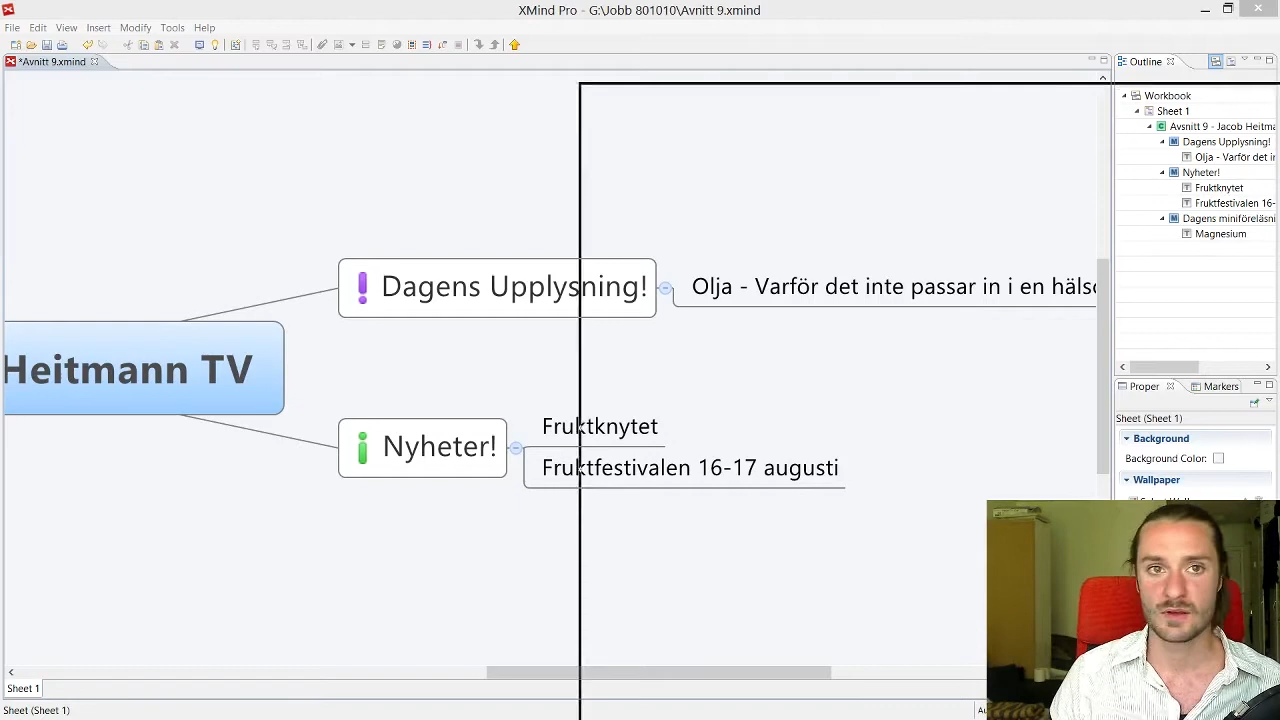 XMind Pro - G:\Jobb 801010\Avnitt 9.xmind
File Edit View Insert Modify Tools Help
*Avnitt 9.xmind
Outline
Workbook
Sheet 1
Avsnitt 9 - Jacob Heitma
Dagens Upplysning!
Olja - Varför det in
Nyheter!
Fruktknytet
Fruktfestivalen 16-
Dagens miniföreläsn
Magnesium
Dagens Upplysning!
Olja - Varför det inte passar in i en hälso
Heitmann TV
Nyheter!
Fruktknytet
Fruktfestivalen 16-17 augusti
Proper
Markers
Sheet (Sheet 1)
Background
Background Color:
Wallpaper
Sheet 1
Sheet (Sheet 1)